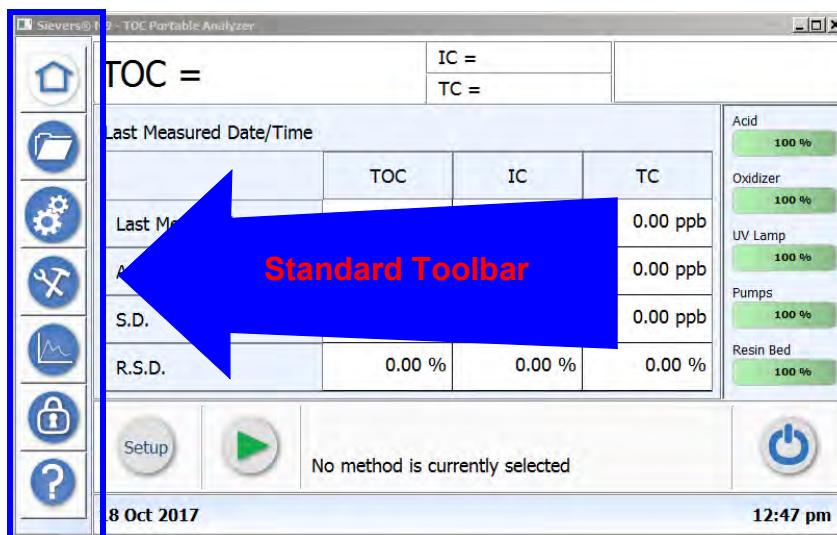 Sievers® M9 - TOC Portable Analyzer
TOC =
IC =
TC =
Last Measured Date/Time
TOC IC TC
Last Me 0.00 ppb
A 0.00 ppb
S.D. 0.00 ppb
R.S.D. 0.00 % 0.00 % 0.00 %
Standard Toolbar
Acid
100 %
Oxidizer
100 %
UV Lamp
100 %
Pumps
100 %
Resin Bed
100 %
Setup
No method is currently selected
18 Oct 2017
12:47 pm